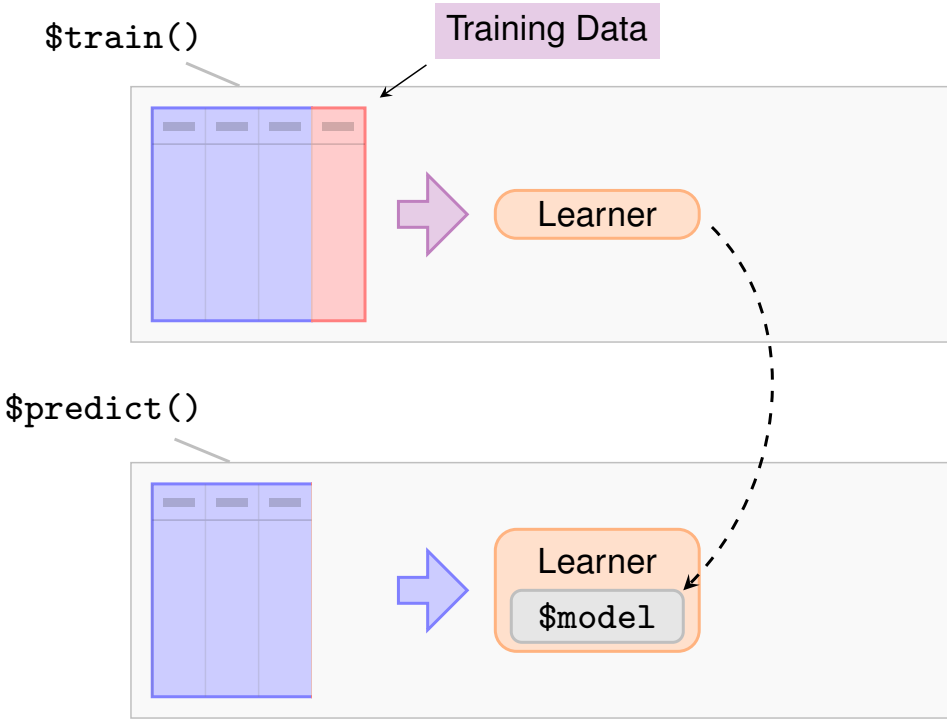 $train()
Training Data
Learner
$predict()
Learner
$model